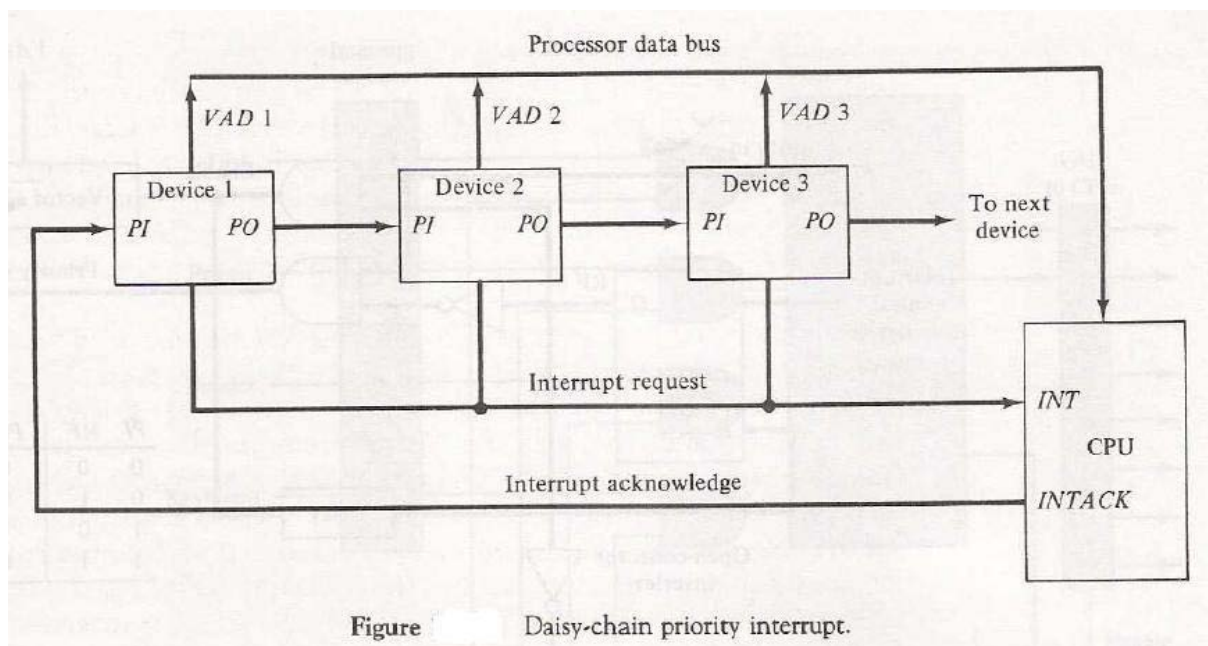 Processor data bus
VAD 1
VAD 2
VAD 3
Device 1
PI PO
Device 2
PI PO
Device 3
PI PO
To next
device
Interrupt request
INT
CPU
Interrupt acknowledge
INTACK
Figure Daisy-chain priority interrupt.